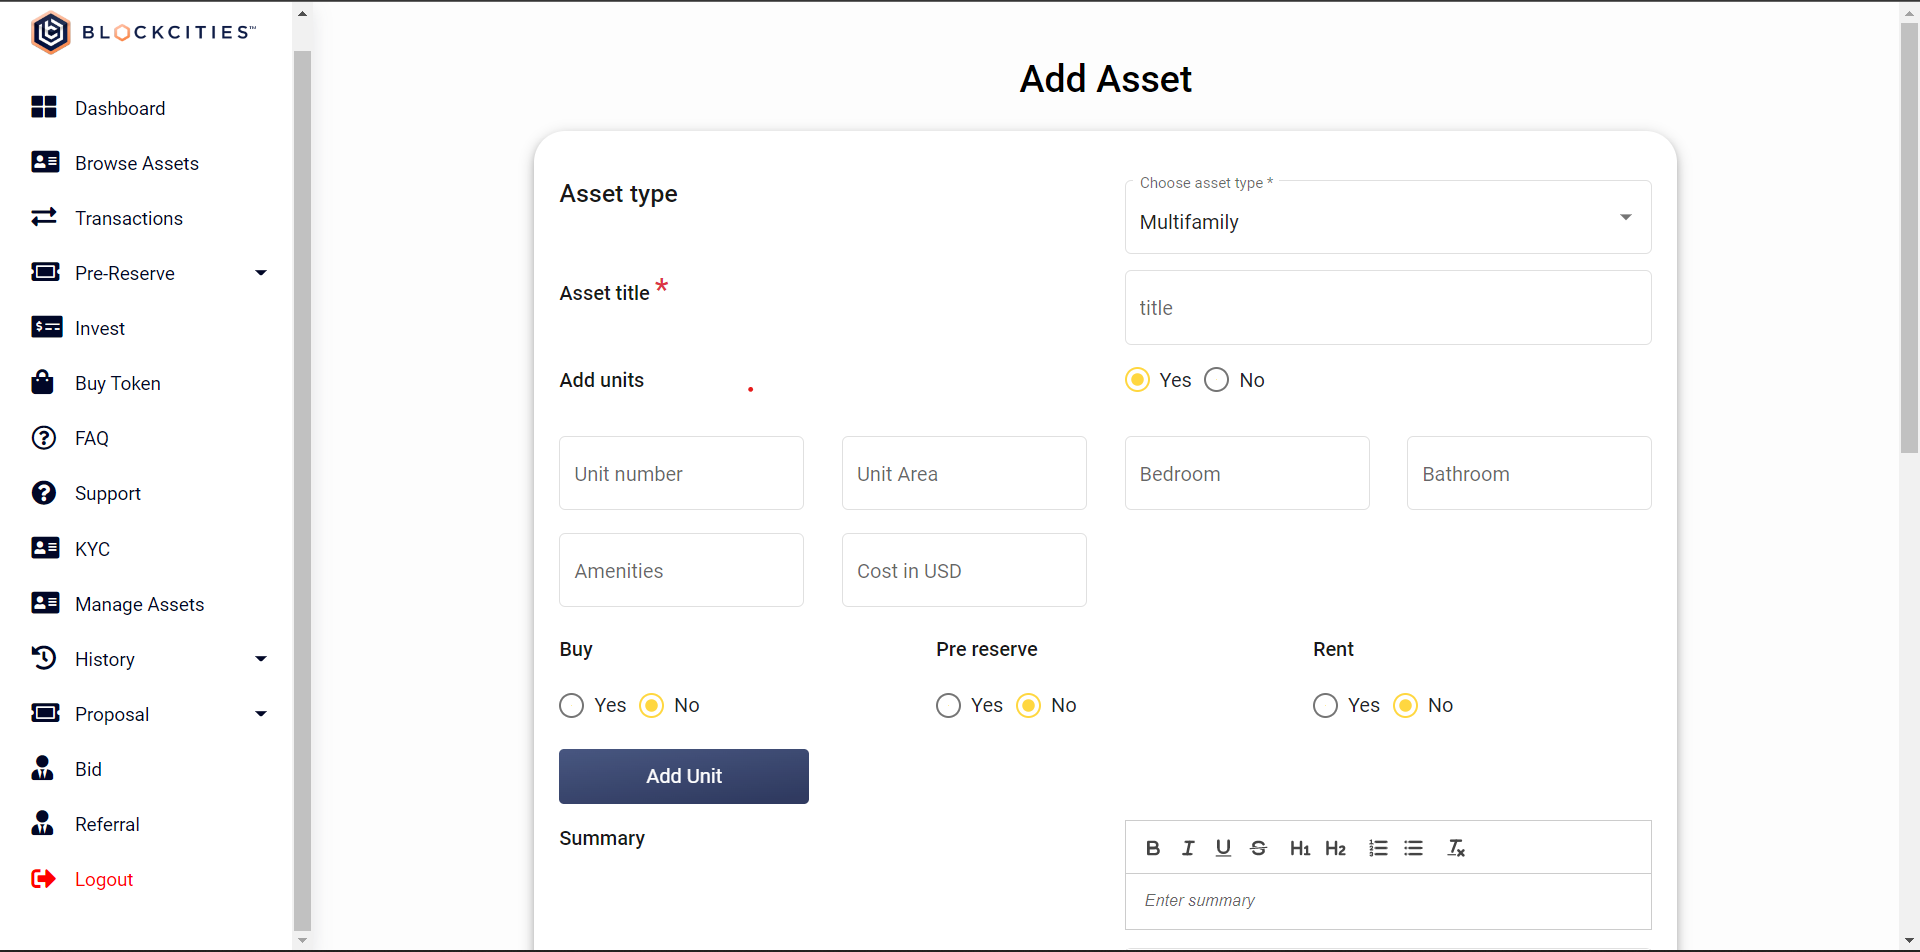 BLOCKCITIES™
Dashboard
Browse Assets
Transactions
Pre-Reserve
Invest
Buy Token
FAQ
Support
KYC
Manage Assets
History
Proposal
Bid
Referral
Logout
Add Asset
Asset type
Choose asset type *
Multifamily
Asset title *
title
Add units
Yes No
Unit number Unit Area Bedroom Bathroom
Amenities Cost in USD
Buy Pre reserve Rent
Yes No Yes No Yes No
Add Unit
Summary
B I U S H1 H2
Enter summary